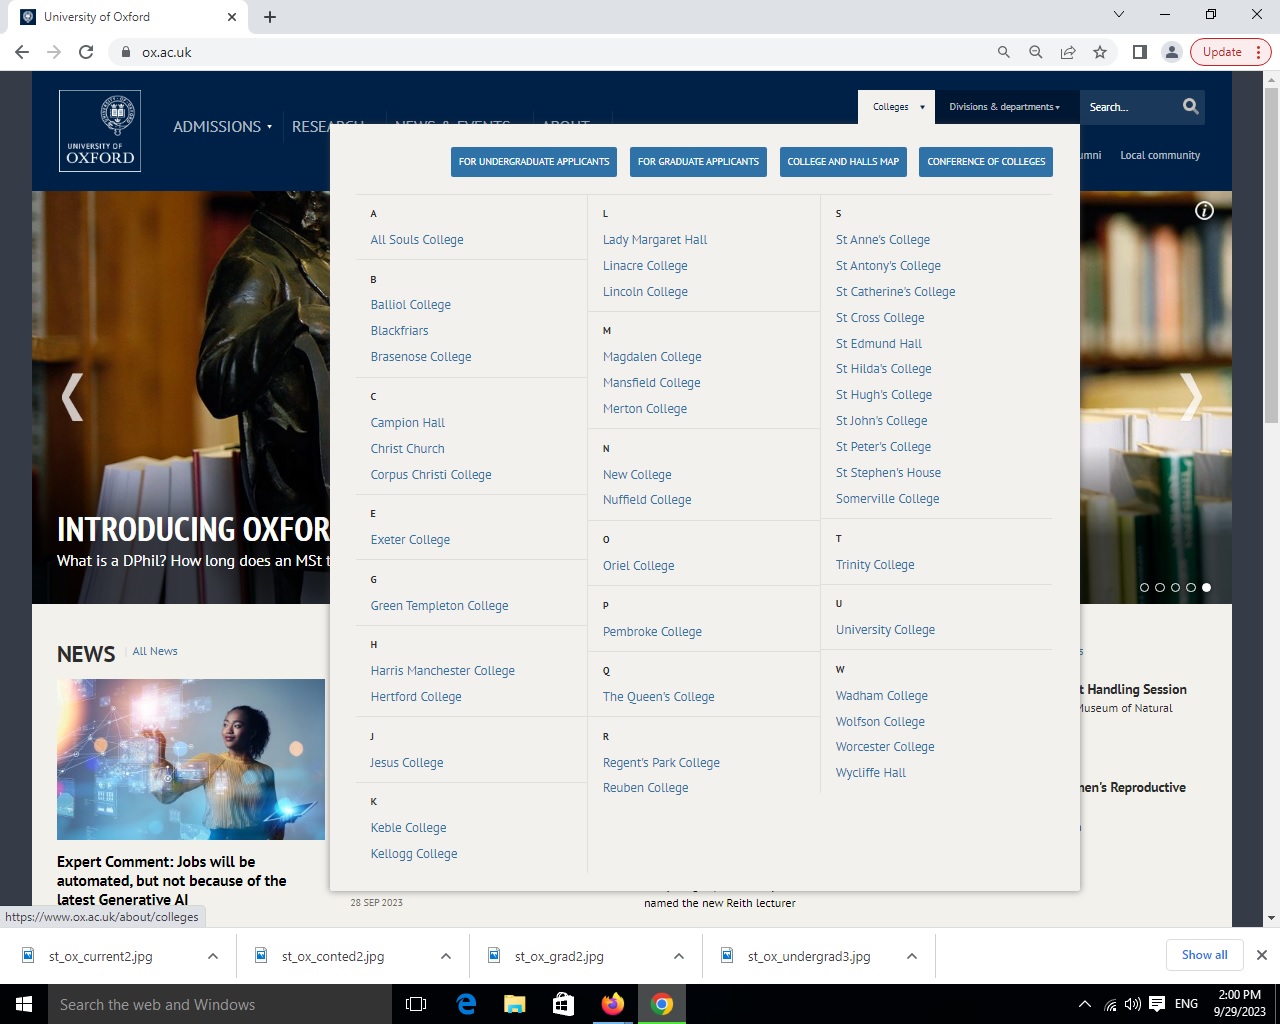 University of Oxford
ox.ac.uk
Update
UNIVERSITY OF
OXFORD
ADMISSIONS
Colleges
Divisions & departments
Search...
Local community
FOR UNDERGRADUATE APPLICANTS
FOR GRADUATE APPLICANTS
COLLEGE AND HALLS MAP
CONFERENCE OF COLLEGES
A
All Souls College
B
Balliol College
Blackfriars
Brasenose College
C
Campion Hall
Christ Church
Corpus Christi College
E
Exeter College
G
Green Templeton College
H
Harris Manchester College
Hertford College
J
Jesus College
K
Keble College
Kellogg College
L
Lady Margaret Hall
Linacre College
Lincoln College
M
Magdalen College
Mansfield College
Merton College
N
New College
Nuffield College
O
Oriel College
P
Pembroke College
Q
The Queen's College
R
Regent's Park College
Reuben College
S
St Anne's College
St Antony's College
St Catherine's College
St Cross College
St Edmund Hall
St Hilda's College
St Hugh's College
St John's College
St Peter's College
St Stephen's House
Somerville College
T
Trinity College
U
University College
W
Wadham College
Wolfson College
Worcester College
Wycliffe Hall
INTRODUCING OXFOR
What is a DPhil? How long does an MSt t
NEWS
All News
Expert Comment: Jobs will be
automated, but not because of the
latest Generative AI
28 SEP 2023
named the new Reith lecturer
t Handling Session
Museum of Natural
men's Reproductive
https://www.ox.ac.uk/about/colleges
st_ox_current2.jpg
st_ox_conted2.jpg
st_ox_grad2.jpg
st_ox_undergrad3.jpg
Show all
Search the web and Windows
ENG
2:00 PM
9/29/2023